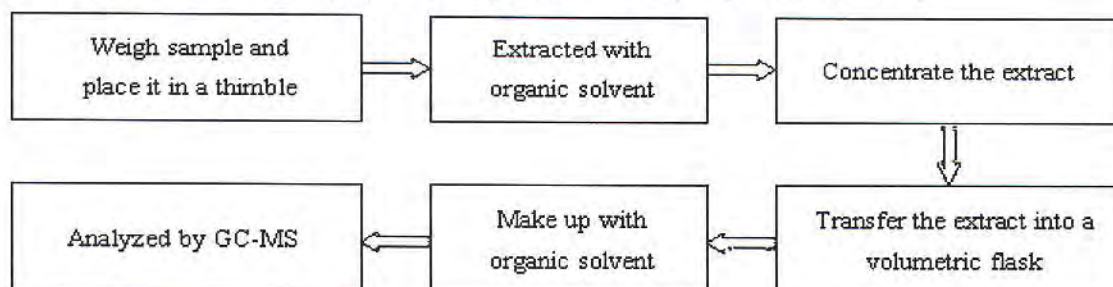 Weigh sample and
place it in a thimble
Extracted with
organic solvent
Concentrate the extract
Transfer the extract into a
volumetric flask
Make up with
organic solvent
Analyzed by GC-MS